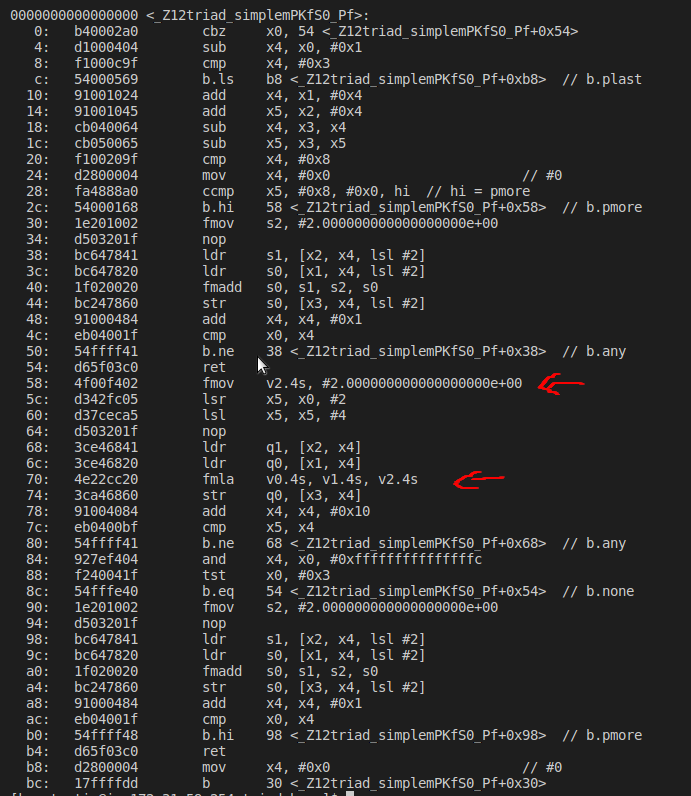 0000000000000000 <_Z12triad_simplemPKfS0_Pf>:
0: b40002a0 cbz x0, 54 <_Z12triad_simplemPKfS0_Pf+0x54>
4: d1000404 sub x4, x0, #0x1
8: f1000c9f cmp x4, #0x3
c: 54000569 b.ls b8 <_Z12triad_simplemPKfS0_Pf+0xb8> // b.plast
10: 91001024 add x4, x1, #0x4
14: 91001045 add x5, x2, #0x4
18: cb040064 sub x4, x3, x4
1c: cb050065 sub x5, x3, x5
20: f100209f cmp x4, #0x8
24: d2800004 mov x4, #0x0 // #0
28: fa4888a0 ccmp x5, #0x8, #0x0, hi // hi = pmore
2c: 54000168 b.hi 58 <_Z12triad_simplemPKfS0_Pf+0x58> // b.pmore
30: 1e201002 fmov s2, #2.000000000000000000e+00
34: d503201f nop
38: bc647841 ldr s1, [x2, x4, lsl #2]
3c: bc647820 ldr s0, [x1, x4, lsl #2]
40: 1f020020 fmadd s0, s1, s2, s0
44: bc247860 str s0, [x3, x4, lsl #2]
48: 91000484 add x4, x4, #0x1
4c: eb04001f cmp x0, x4
50: 54ffff41 b.ne 38 <_Z12triad_simplemPKfS0_Pf+0x38> // b.any
54: d65f03c0 ret
58: 4f00f402 fmov v2.4s, #2.000000000000000000e+00
5c: d342fc05 lsr x5, x0, #2
60: d37ceca5 lsl x5, x5, #4
64: d503201f nop
68: 3ce46841 ldr q1, [x2, x4]
6c: 3ce46820 ldr q0, [x1, x4]
70: 4e22cc20 fmla v0.4s, v1.4s, v2.4s
74: 3ca46860 str q0, [x3, x4]
78: 91004084 add x4, x4, #0x10
7c: eb0400bf cmp x5, x4
80: 54ffff41 b.ne 68 <_Z12triad_simplemPKfS0_Pf+0x68> // b.any
84: 927ef404 and x4, x0, #0xfffffffffffffffc
88: f240041f tst x0, #0x3
8c: 54fffe40 b.eq 54 <_Z12triad_simplemPKfS0_Pf+0x54> // b.none
90: 1e201002 fmov s2, #2.000000000000000000e+00
94: d503201f nop
98: bc647841 ldr s1, [x2, x4, lsl #2]
9c: bc647820 ldr s0, [x1, x4, lsl #2]
a0: 1f020020 fmadd s0, s1, s2, s0
a4: bc247860 str s0, [x3, x4, lsl #2]
a8: 91000484 add x4, x4, #0x1
ac: eb04001f cmp x0, x4
b0: 54ffff48 b.hi 98 <_Z12triad_simplemPKfS0_Pf+0x98> // b.pmore
b4: d65f03c0 ret
b8: d2800004 mov x4, #0x0 // #0
bc: 17ffffdd b 30 <_Z12triad_simplemPKfS0_Pf+0x30>